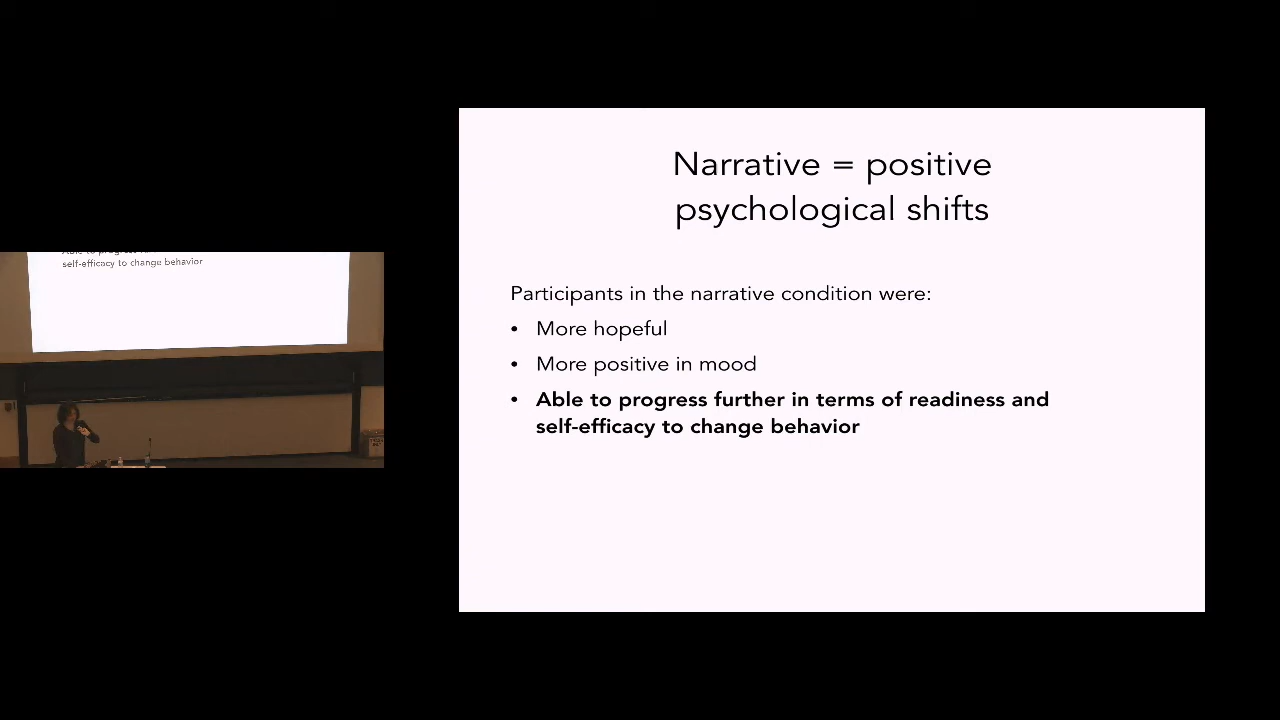 Narrative = positive
psychological shifts
Participants in the narrative condition were:
• More hopeful
• More positive in mood
• Able to progress further in terms of readiness and
self-efficacy to change behavior
self-efficacy to change behavior